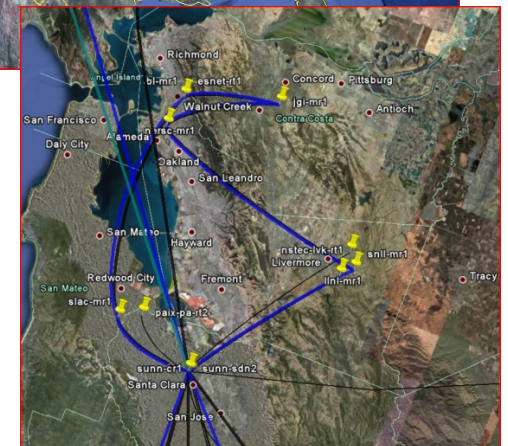 Richmond
Concord
Pittsburg
esnet-rt1
jgi-mr1
Walnut Creek
Antioch
Contra Costa
San Francisco
Alameda
nersc-mr1
Daly City
Oakland
San Leandro
San Mateo
Hayward
nstec-lvk-rt1
snll-mr1
Livermore
llnl-mr1
Tracy
Redwood City
Fremont
San Mateo
slac-mr1
paix-pa-rt2
sunn-cr1
sunn-sdn2
Santa Clara
San Jose